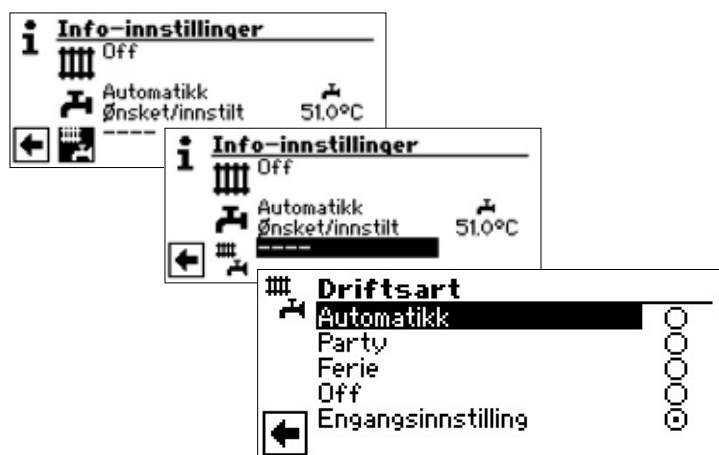 i Info-innstillinger
Off
Automatikk
Ønsket/innstilt 51.0°C
----
i Info-innstillinger
Off
Automatikk
Ønsket/innstilt 51.0°C
----
Driftsart
Automatikk
Party
Ferie
Off
Engangsinnstilling